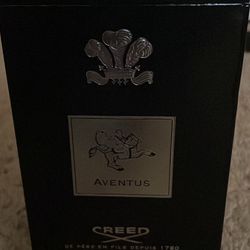 AVENTUS
CREED
DE PÈRE EN FILS DEPUIS 1760